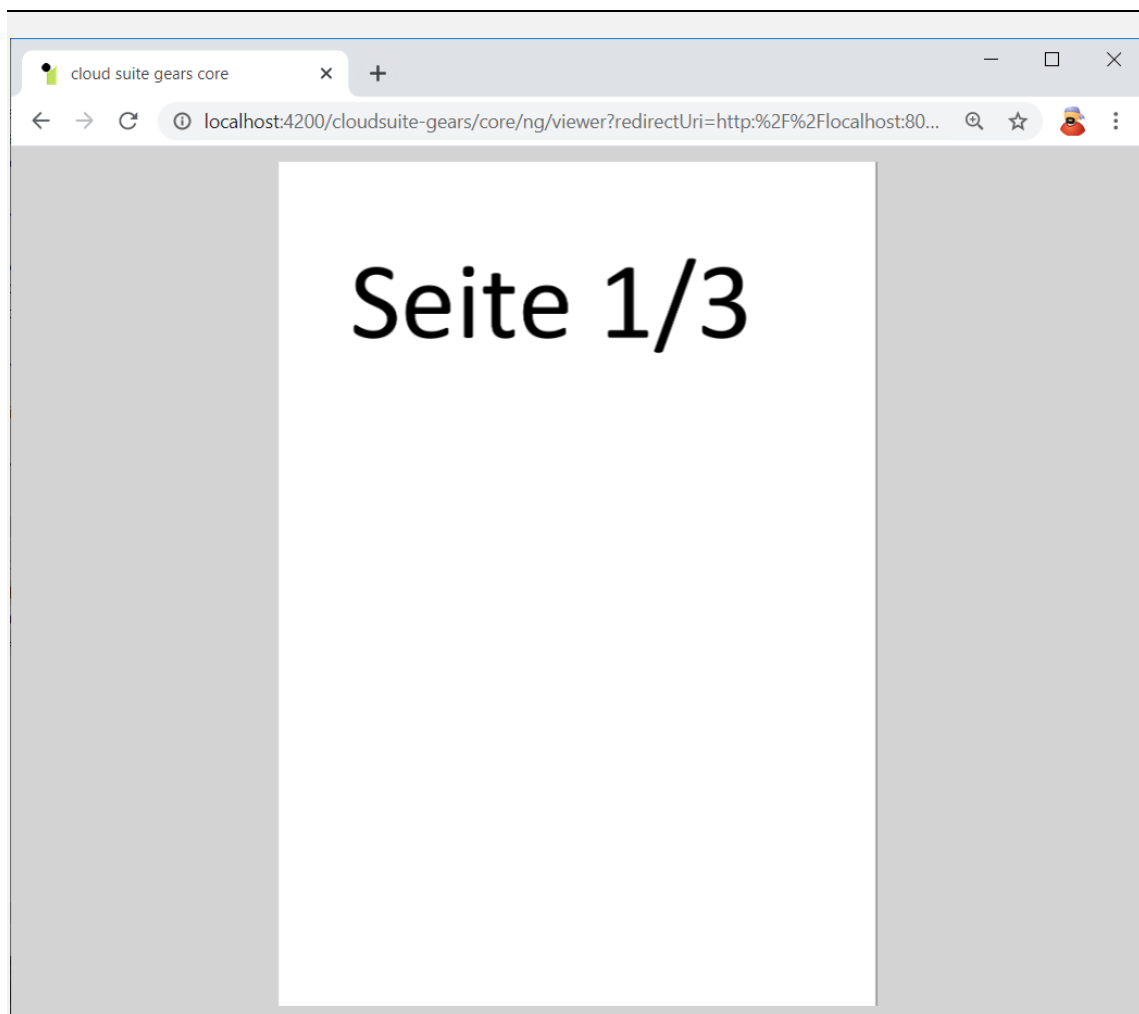 cloud suite gears core
localhost:4200/cloudsuite-gears/core/ng/viewer?redirectUri=http:%2F%2Flocalhost:80...
Seite 1/3